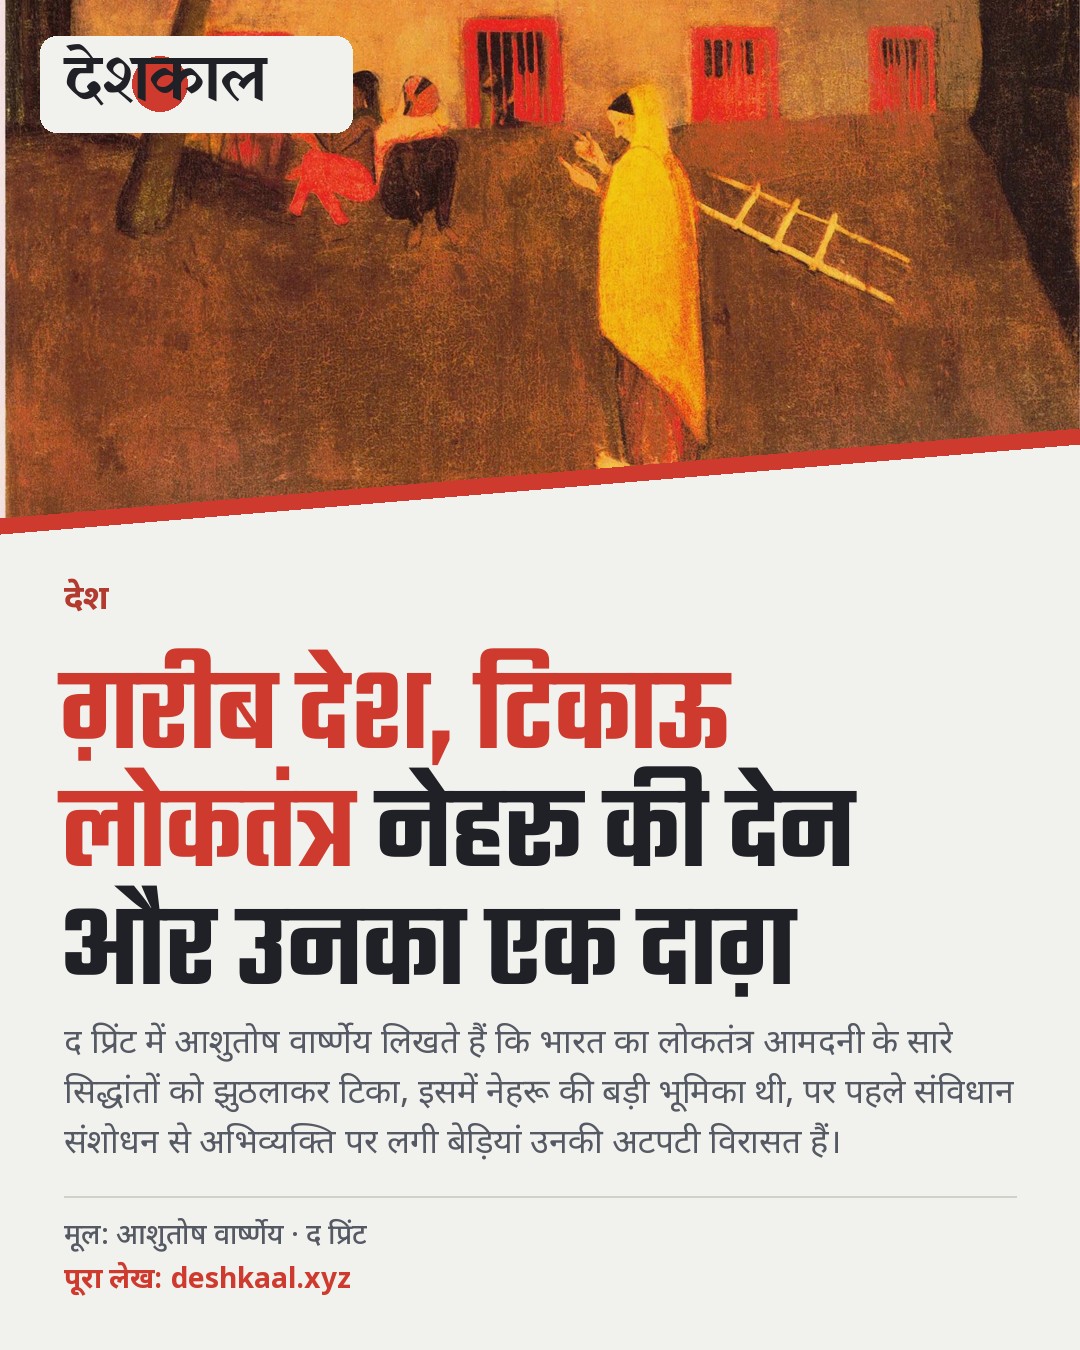 देशकाल
देश
ग़रीब देश, टिकाऊ
लोकतंत्र नेहरू की देन
और उनका एक दाग़
द प्रिंट में आशुतोष वार्ष्णेय लिखते हैं कि भारत का लोकतंत्र आमदनी के सारे
सिद्धांतों को झुठलाकर टिका, इसमें नेहरू की बड़ी भूमिका थी, पर पहले संविधान
संशोधन से अभिव्यक्ति पर लगी बेड़ियां उनकी अटपटी विरासत हैं।
मूल: आशुतोष वार्ष्णेय · द प्रिंट
पूरा लेख: deshkaal.xyz